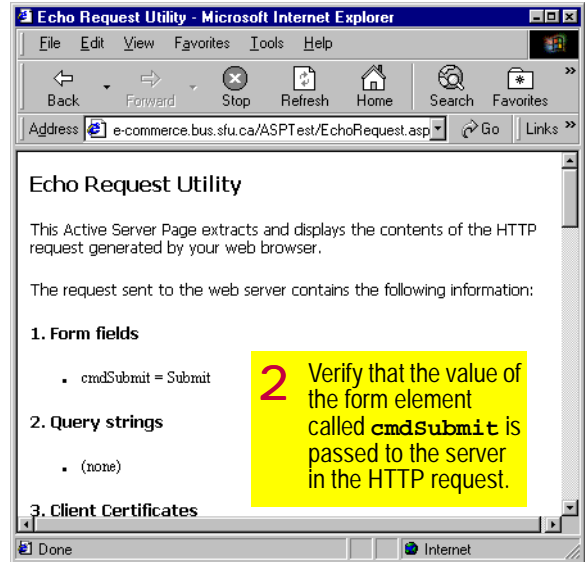 Echo Request Utility - Microsoft Internet Explorer
File Edit View Favorites Tools Help
Back Forward Stop Refresh Home Search Favorites »
Address e-commerce.bus.sfu.ca/ASPTest/EchoRequest.asp Go Links »
Echo Request Utility
This Active Server Page extracts and displays the contents of the HTTP
request generated by your web browser.
The request sent to the web server contains the following information:
1. Form fields
• cmdSubmit = Submit
2. Query strings
• (none)
3. Client Certificates
2 Verify that the value of
the form element
called cmdSubmit is
passed to the server
in the HTTP request.
Done Internet